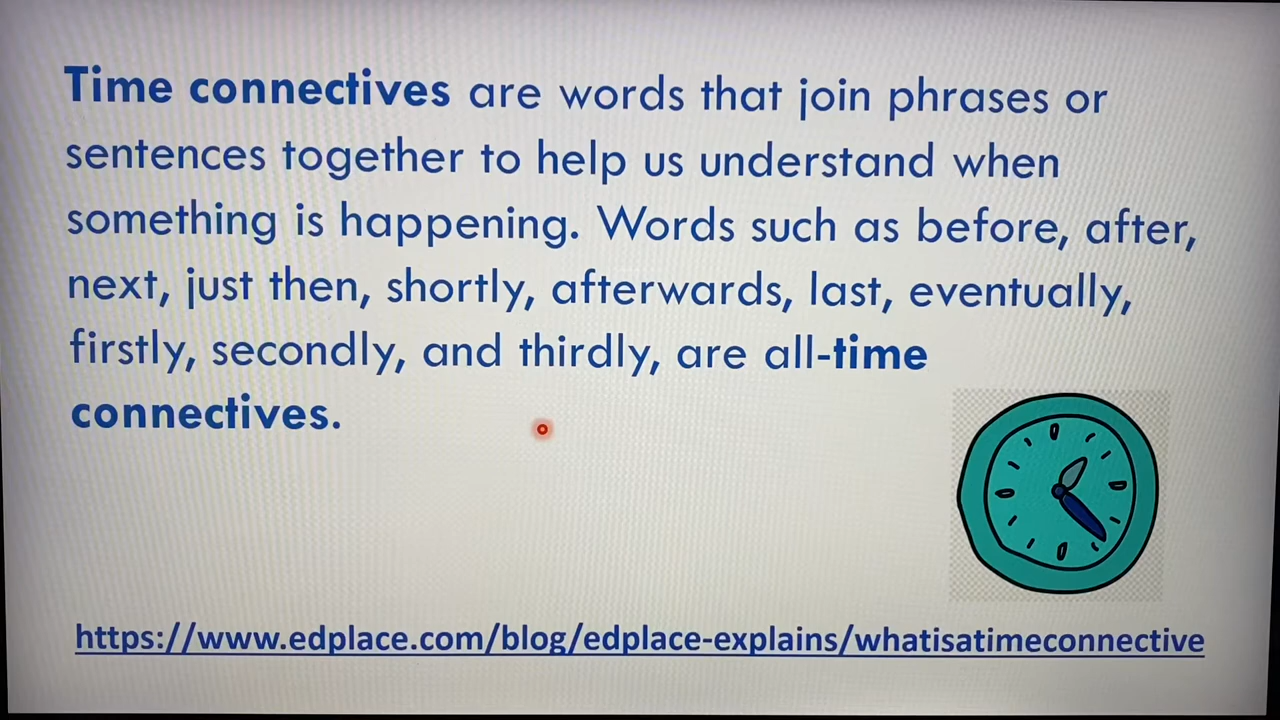 Time connectives are words that join phrases or
sentences together to help us understand when
something is happening. Words such as before, after,
next, just then, shortly, afterwards, last, eventually,
firstly, secondly, and thirdly, are all-time
connectives.
https://www.edplace.com/blog/edplace-explains/whatisatimeconnective